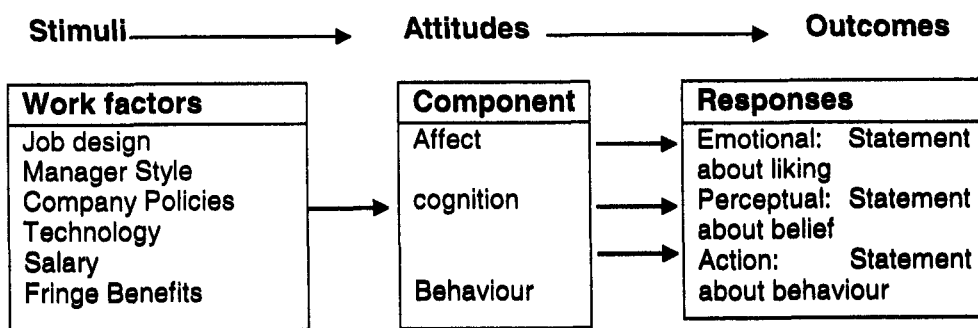 Stimuli Attitudes Outcomes
Work factors
Job design
Manager Style
Company Policies
Technology
Salary
Fringe Benefits
Component
Affect
cognition
Behaviour
Responses
Emotional: Statement
about liking
Perceptual: Statement
about belief
Action: Statement
about behaviour